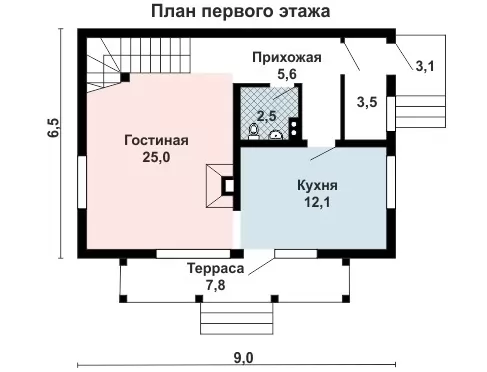 План первого этажа
Прихожая
5,6
3,1
3,5
2,5
6,5
Гостиная
25,0
Кухня
12,1
Терраса
7,8
9,0